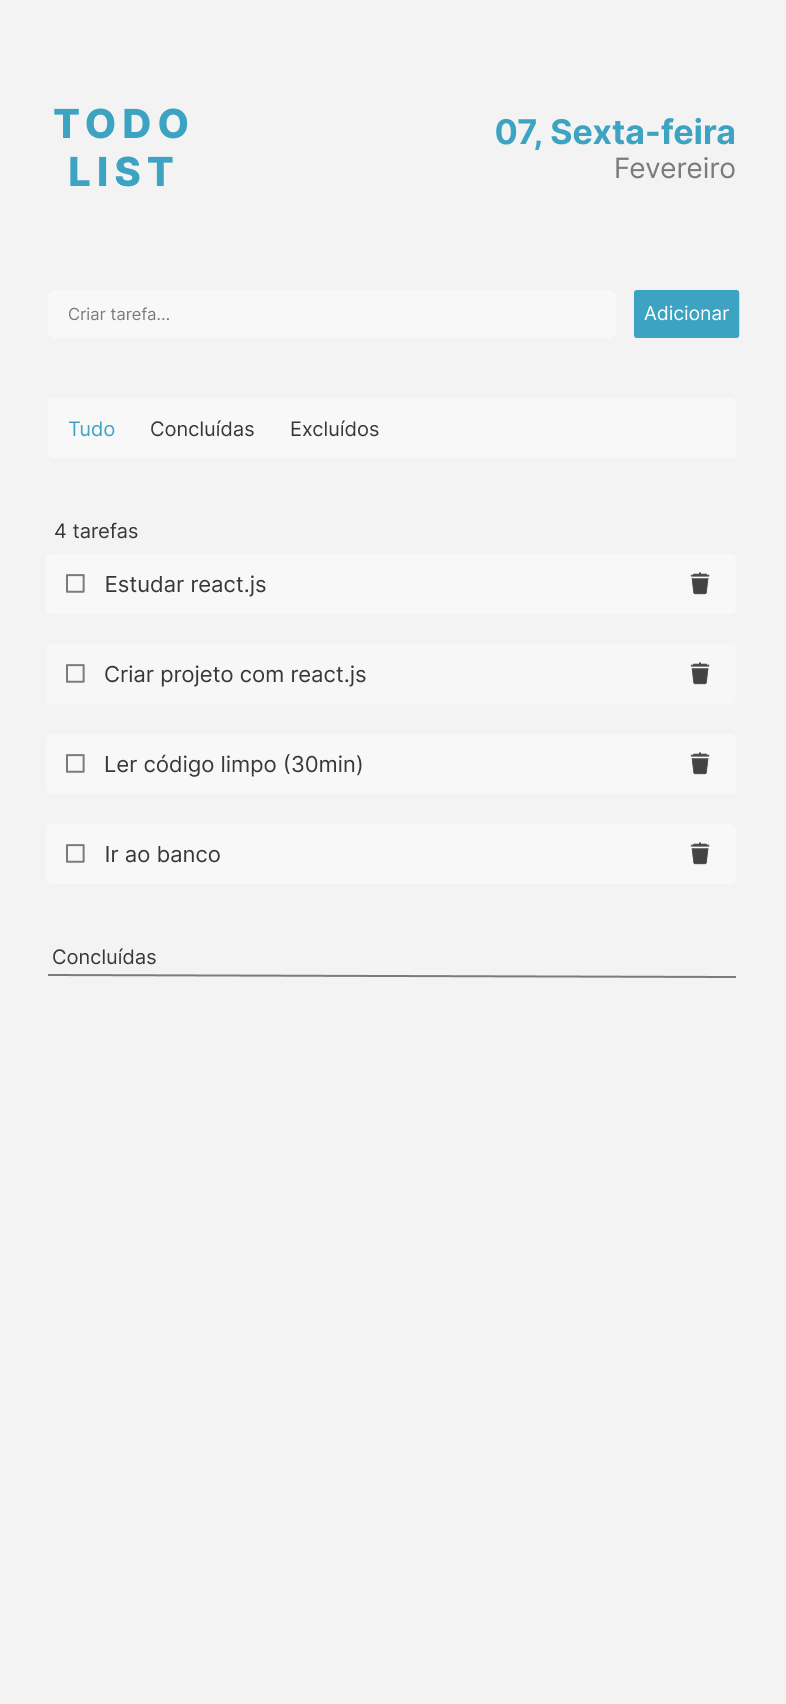 TODO
LIST
07, Sexta-feira
Fevereiro
Criar tarefa...
Adicionar
Tudo
Concluídas
Excluídos
4 tarefas
Estudar react.js
Criar projeto com react.js
Ler código limpo (30min)
Ir ao banco
Concluídas